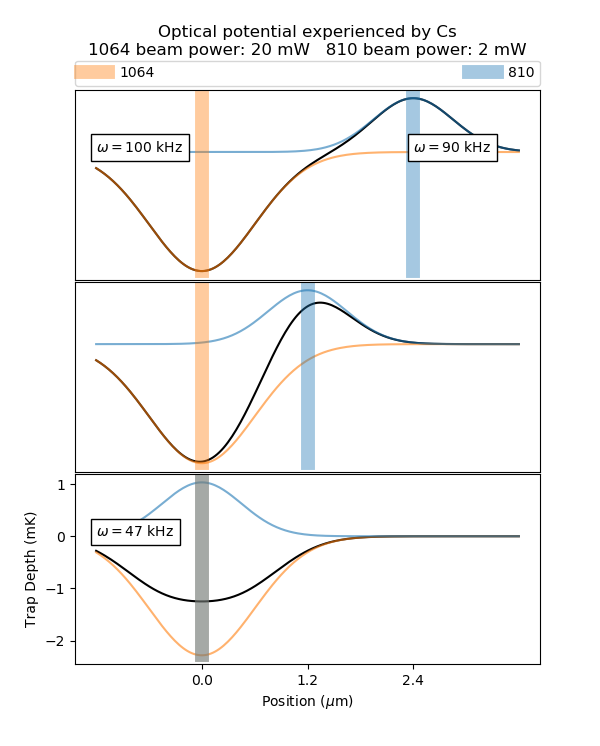 Optical potential experienced by Cs
1064 beam power: 20 mW   810 beam power: 2 mW
1064
810
ω = 100 kHz
ω = 90 kHz
1
0
−1
−2
ω = 47 kHz
Trap Depth (mK)
0.0
1.2
2.4
Position (μm)